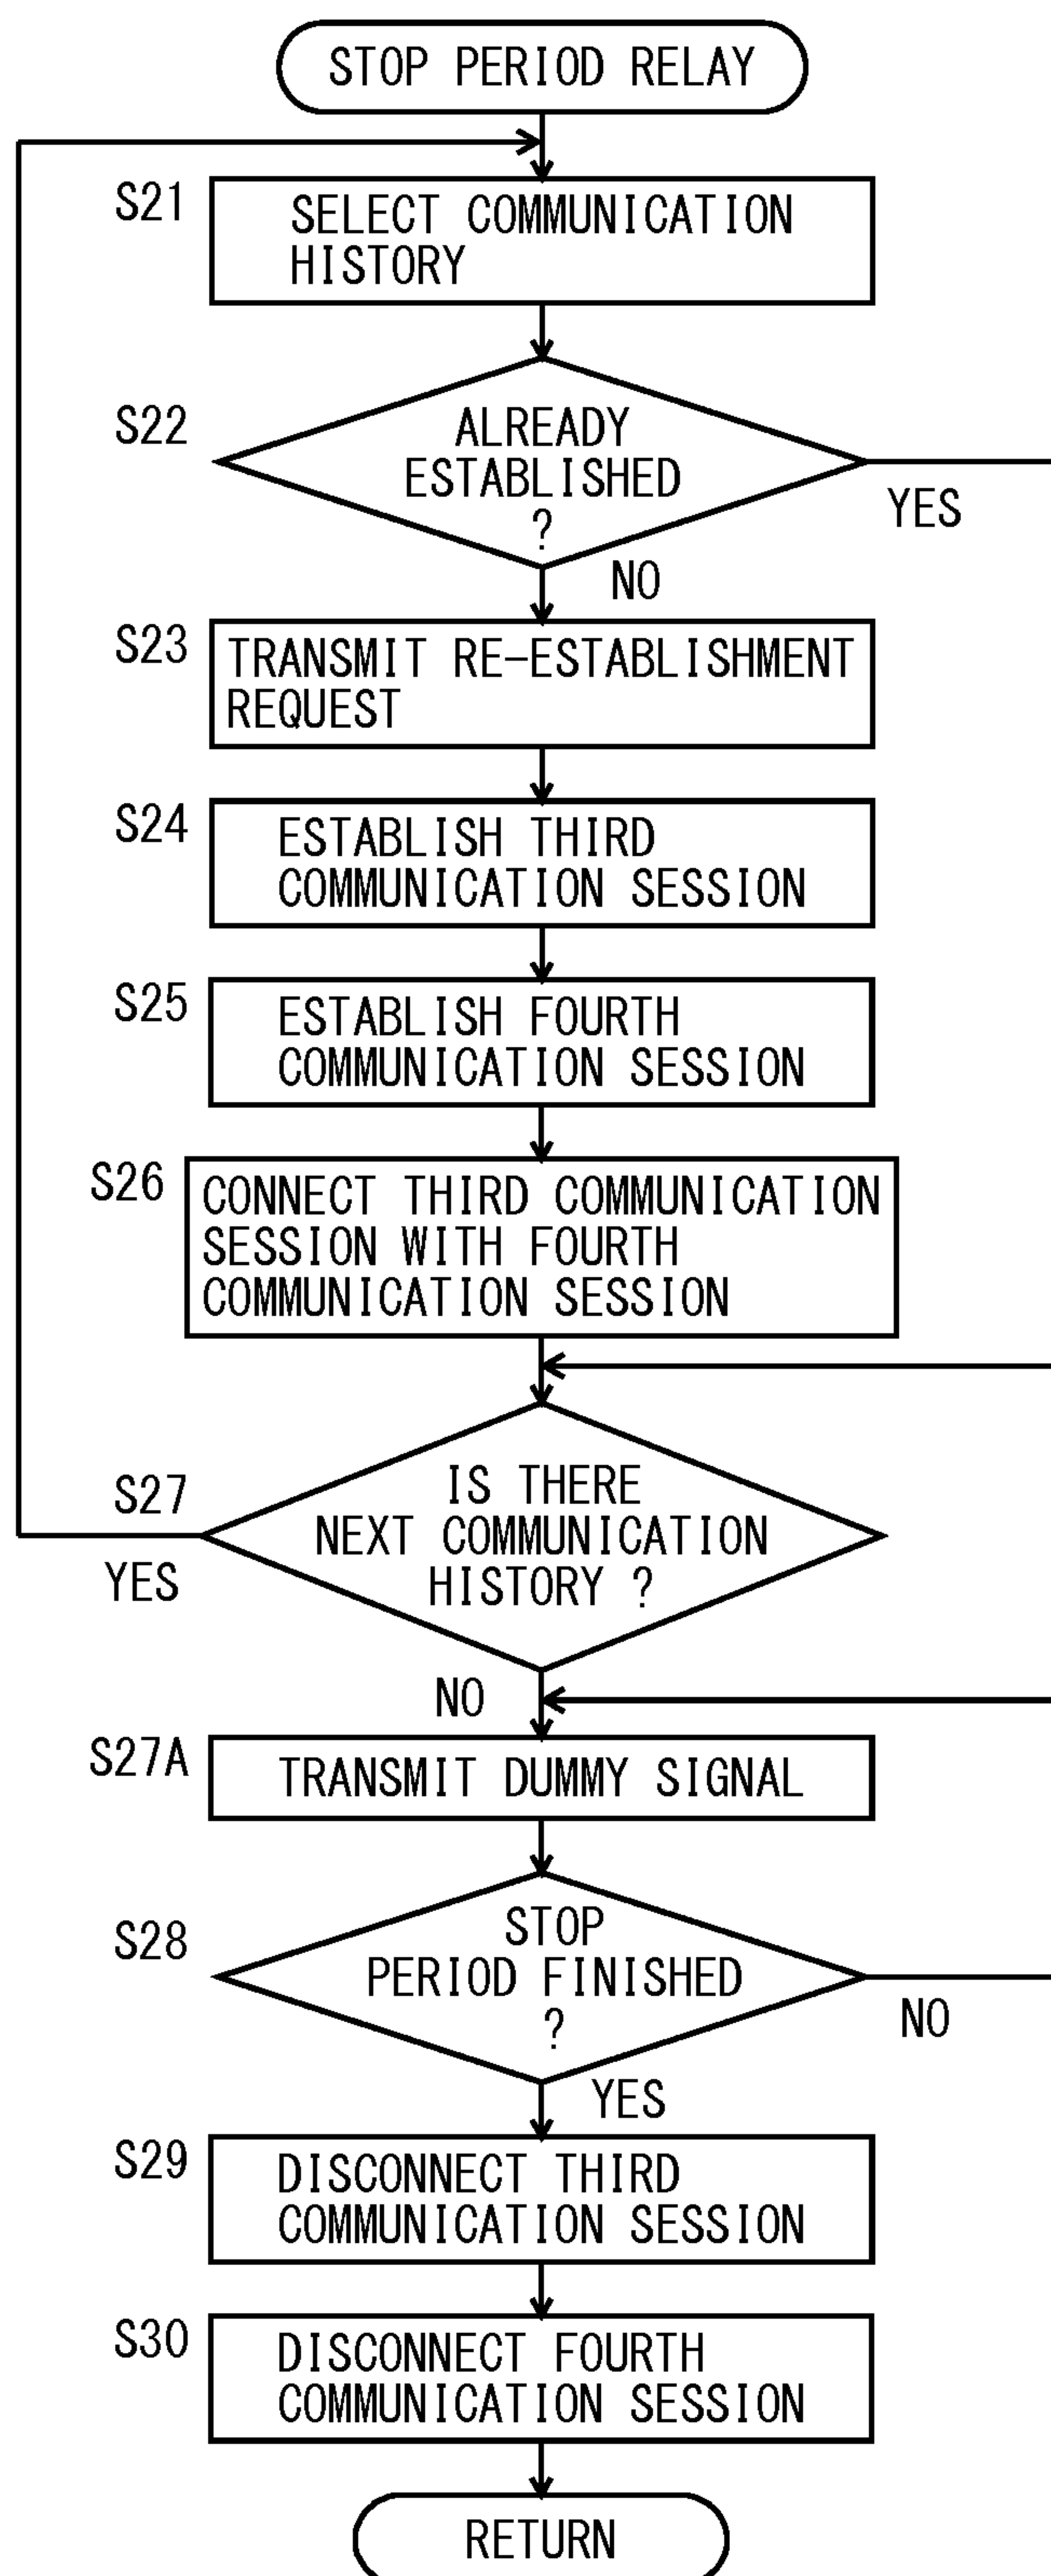 STOP PERIOD RELAY
S21
SELECT COMMUNICATION
HISTORY
S22
ALREADY
ESTABLISHED
?
YES
NO
S23
TRANSMIT RE-ESTABLISHMENT
REQUEST
S24
ESTABLISH THIRD
COMMUNICATION SESSION
S25
ESTABLISH FOURTH
COMMUNICATION SESSION
S26
CONNECT THIRD COMMUNICATION
SESSION WITH FOURTH
COMMUNICATION SESSION
S27
IS THERE
NEXT COMMUNICATION
HISTORY ?
YES
NO
S27A
TRANSMIT DUMMY SIGNAL
S28
STOP
PERIOD FINISHED
?
NO
YES
S29
DISCONNECT THIRD
COMMUNICATION SESSION
S30
DISCONNECT FOURTH
COMMUNICATION SESSION
RETURN